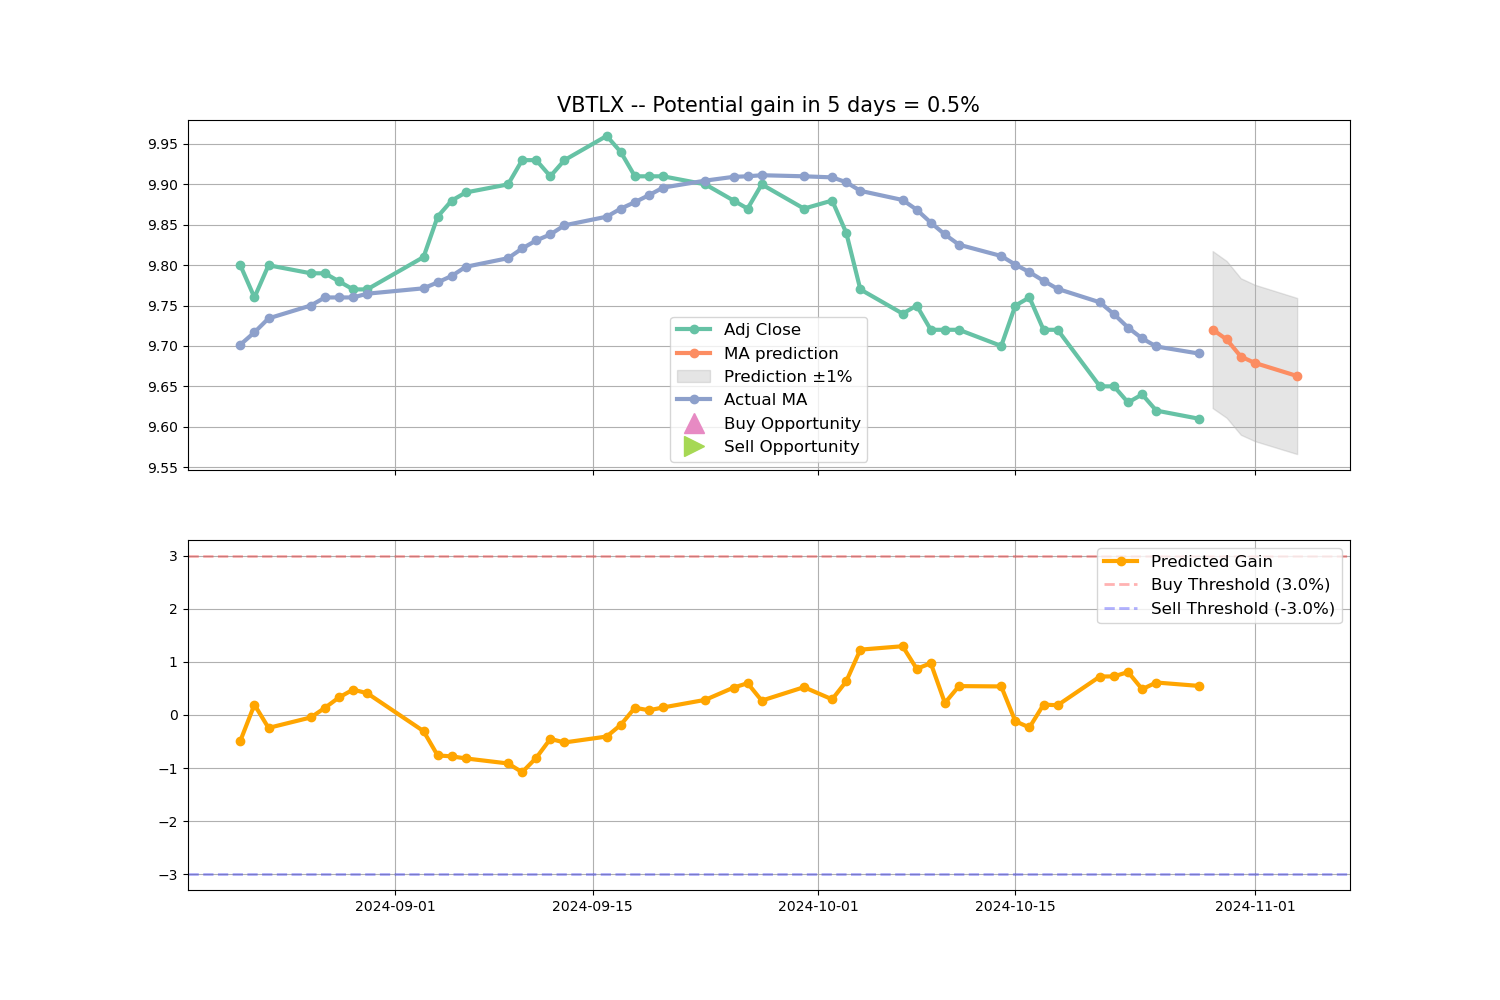 VBTLX -- Potential gain in 5 days = 0.5%
9.95
9.90
9.85
9.80
9.75
9.70
9.65
9.60
9.55
Adj Close
MA prediction
Prediction ±1%
Actual MA
Buy Opportunity
Sell Opportunity
3
2
1
0
−1
−2
−3
Predicted Gain
Buy Threshold (3.0%)
Sell Threshold (-3.0%)
2024-09-01
2024-09-15
2024-10-01
2024-10-15
2024-11-01